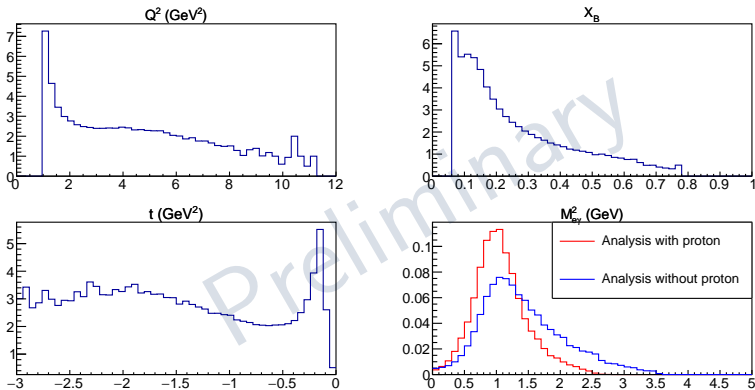 Q² (GeV²)
7
6
5
4
3
2
1
0
0 2 4 6 8 10 12
X_B
6
5
4
3
2
1
0
0 0.1 0.2 0.3 0.4 0.5 0.6 0.7 0.8 0.9 1
t (GeV²)
5
4
3
2
1
−3 −2.5 −2 −1.5 −1 −0.5 0
M²_eγ (GeV)
Analysis with proton
Analysis without proton
0.1
0.08
0.06
0.04
0.02
0
0 0.5 1 1.5 2 2.5 3 3.5 4 4.5 5
Preliminary